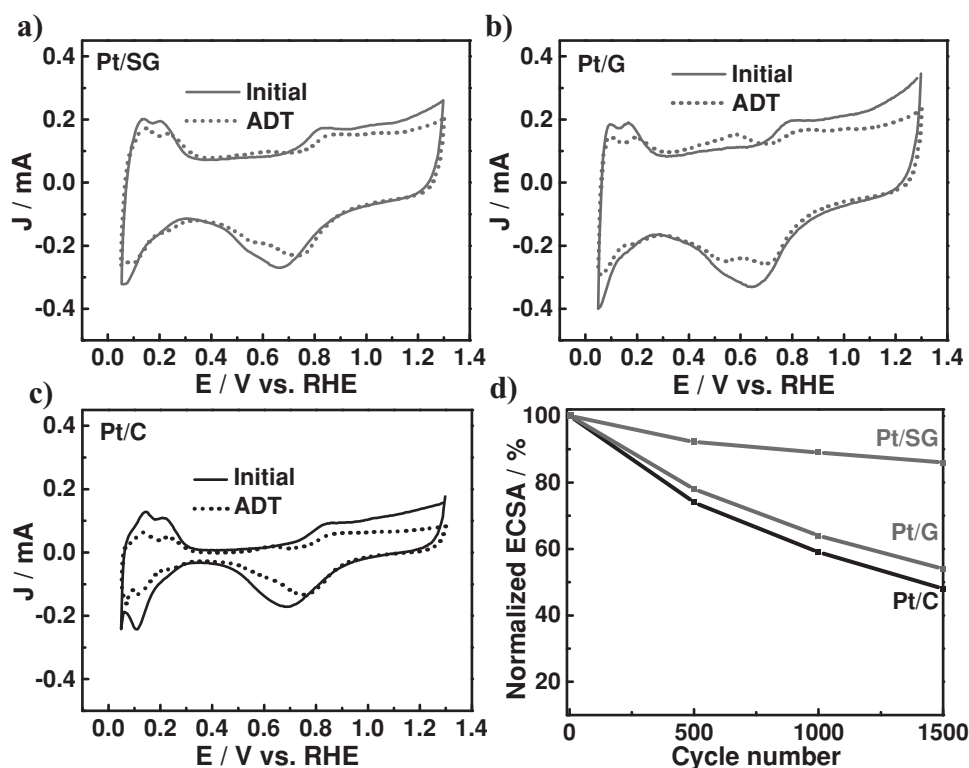 a)
Pt/SG
Initial
ADT
J / mA
0.4
0.2
0.0
-0.2
-0.4
0.0 0.2 0.4 0.6 0.8 1.0 1.2 1.4
E / V vs. RHE
b)
Pt/G
Initial
ADT
J / mA
0.4
0.2
0.0
-0.2
-0.4
0.0 0.2 0.4 0.6 0.8 1.0 1.2 1.4
E / V vs. RHE
c)
Pt/C
Initial
ADT
J / mA
0.4
0.2
0.0
-0.2
-0.4
0.0 0.2 0.4 0.6 0.8 1.0 1.2 1.4
E / V vs. RHE
d)
Normalized ECSA / %
100
80
60
40
20
Pt/SG
Pt/G
Pt/C
0 500 1000 1500
Cycle number